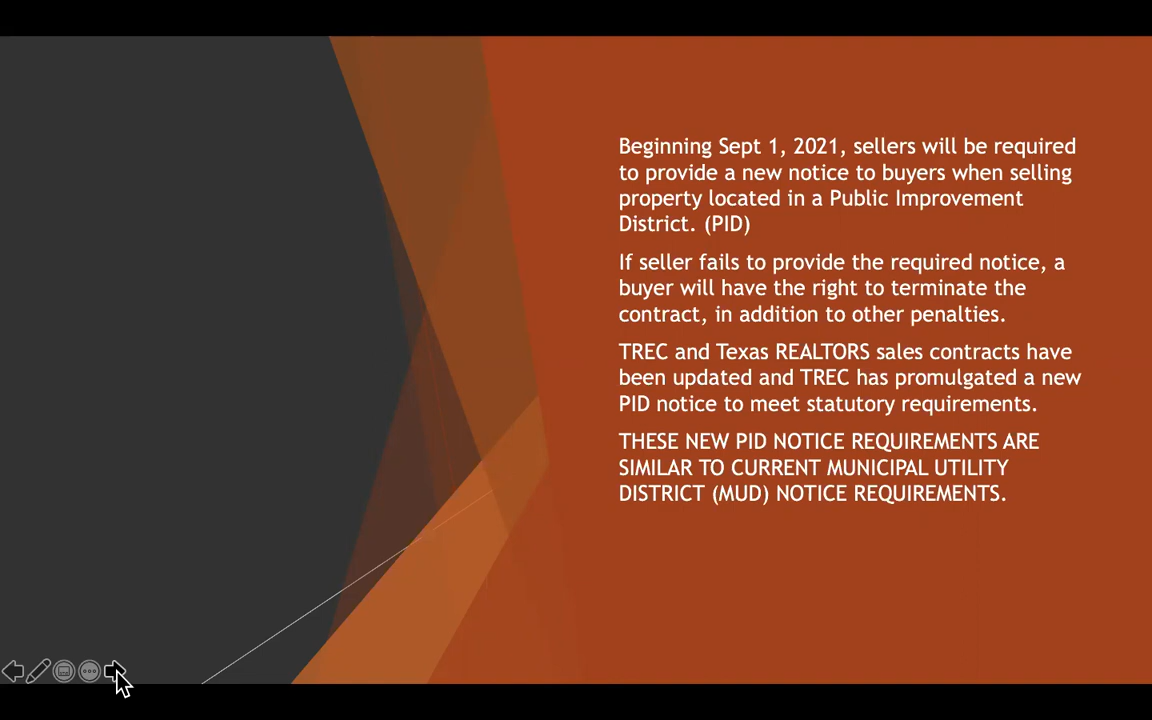 Beginning Sept 1, 2021, sellers will be required
to provide a new notice to buyers when selling
property located in a Public Improvement
District. (PID)
If seller fails to provide the required notice, a
buyer will have the right to terminate the
contract, in addition to other penalties.
TREC and Texas REALTORS sales contracts have
been updated and TREC has promulgated a new
PID notice to meet statutory requirements.
THESE NEW PID NOTICE REQUIREMENTS ARE
SIMILAR TO CURRENT MUNICIPAL UTILITY
DISTRICT (MUD) NOTICE REQUIREMENTS.